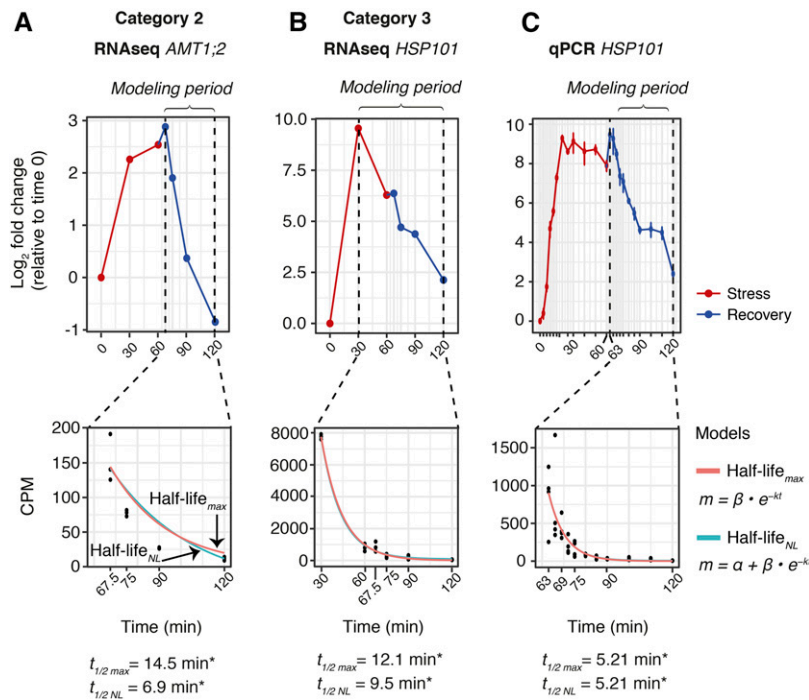 A
Category 2
RNAseq AMT1;2
Modeling period
B
Category 3
RNAseq HSP101
Modeling period
C
qPCR HSP101
Modeling period
Log2 fold change
(relative to time 0)
3
2
1
0
-1
0 30 60 90 120
10.0
7.5
5.0
2.5
0.0
0 30 60 90 120
10
8
6
4
2
0
0 30 60 63 90 120
Stress
Recovery
CPM
200
150
100
50
0
Half-life max
Half-life NL
67.5 75 90 120
Time (min)
8000
6000
4000
2000
0
30 60 67.5 75 90 120
Time (min)
1500
1000
500
0
63 69 75 90 120
Time (min)
Models
Half-life max
m = β • e^-kt
Half-life NL
m = α + β • e^-k
t1/2 max = 14.5 min*
t1/2 NL = 6.9 min*
t1/2 max = 12.1 min*
t1/2 NL = 9.5 min*
t1/2 max = 5.21 min*
t1/2 NL = 5.21 min*